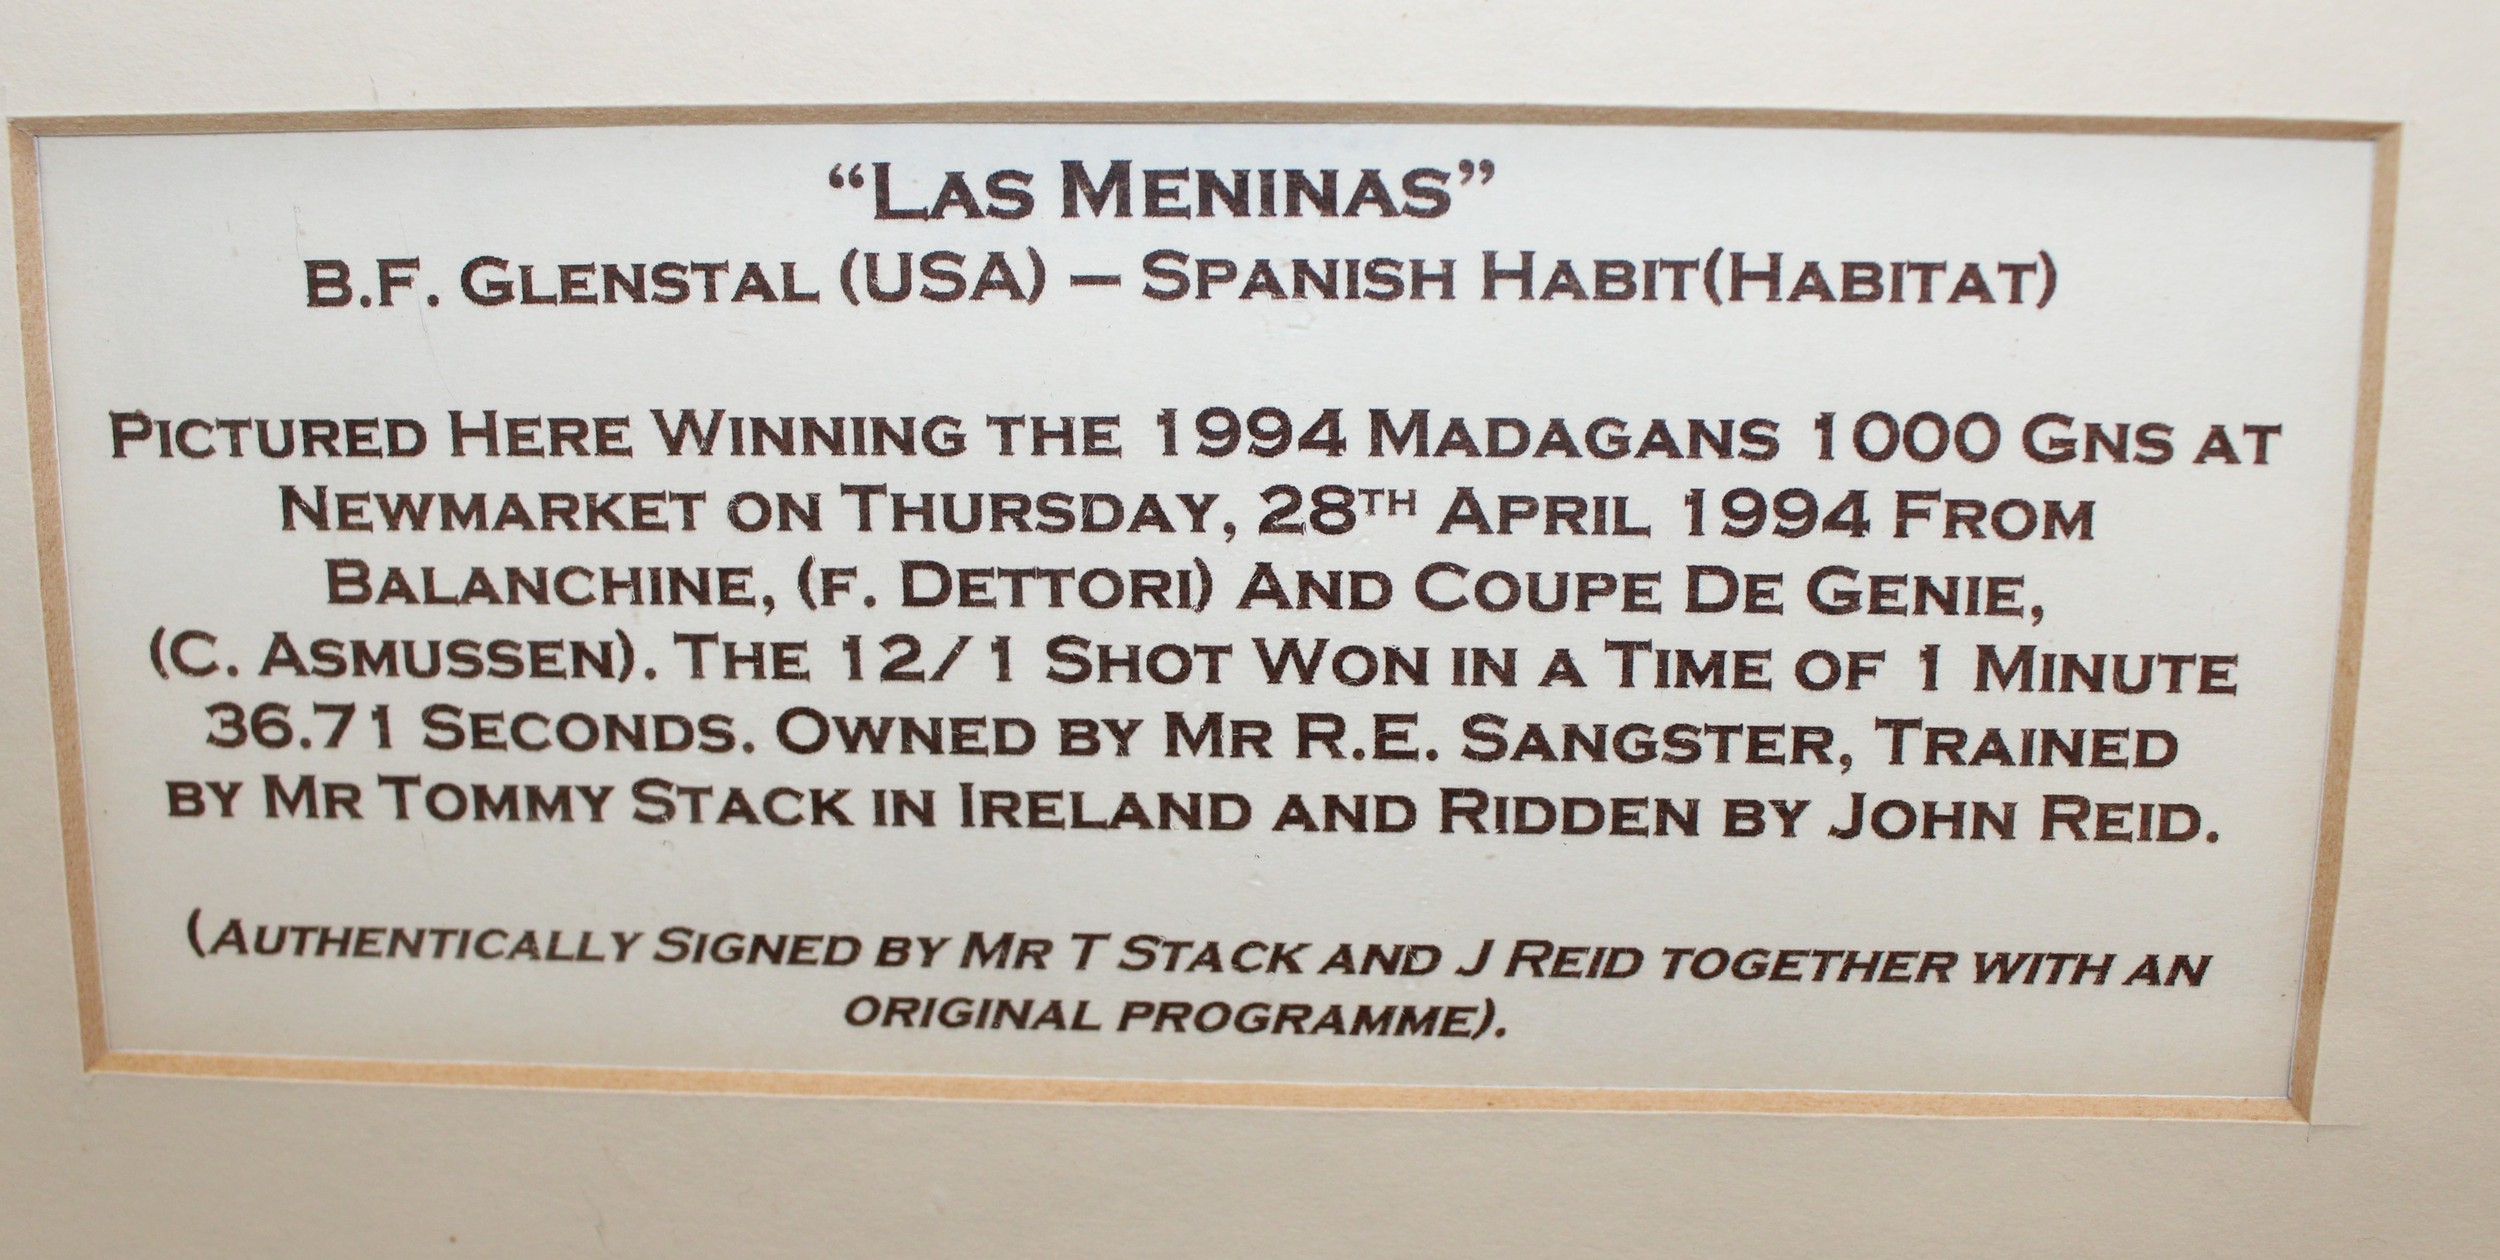 “Las Meninas”
B.F. Glenstal (USA) – Spanish Habit(Habitat)
Pictured Here Winning the 1994 Madagans 1000 Gns at
Newmarket on Thursday, 28th April 1994 From
Balanchine, (f. Dettori) And Coupe De Genie,
(C. Asmussen). The 12/1 Shot Won in a Time of 1 Minute
36.71 Seconds. Owned by Mr R.E. Sangster, Trained
by Mr Tommy Stack in Ireland and Ridden by John Reid.
(Authentically Signed by Mr T Stack and J Reid together with an
original programme).